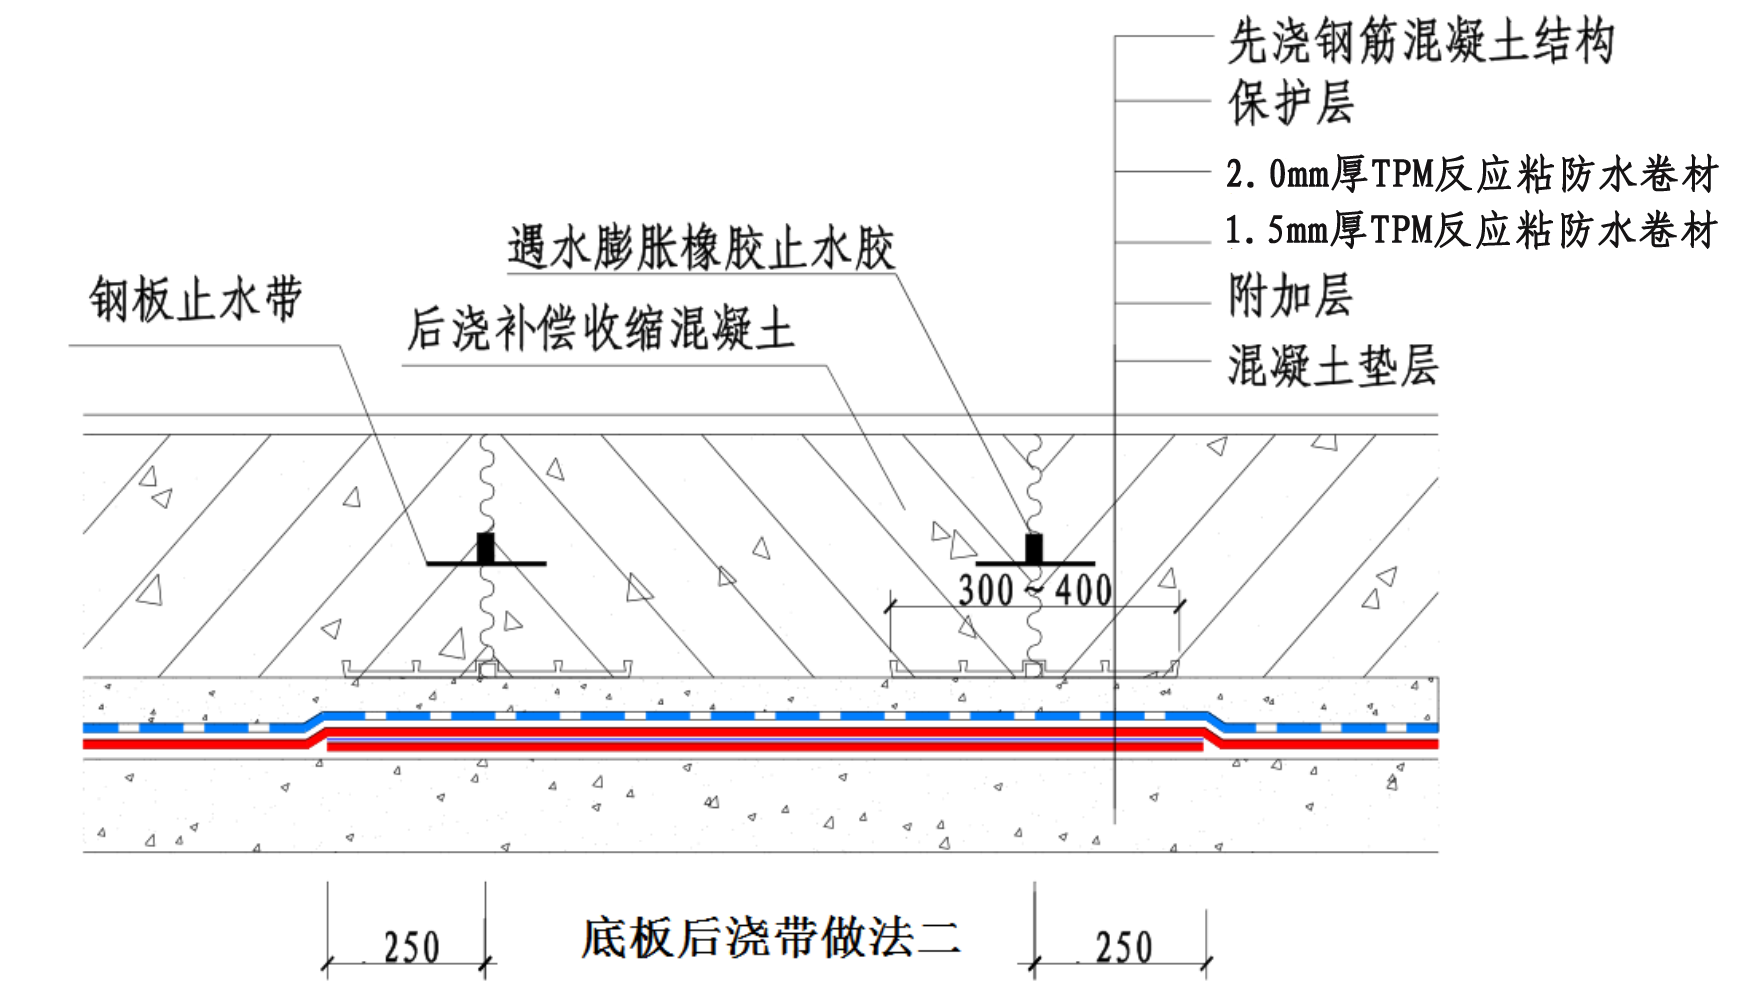 先浇钢筋混凝土结构
保护层
2.0mm厚TPM反应粘防水卷材
1.5mm厚TPM反应粘防水卷材
附加层
混凝土垫层
遇水膨胀橡胶止水胶
钢板止水带
后浇补偿收缩混凝土
300~400
250
底板后浇带做法二
250